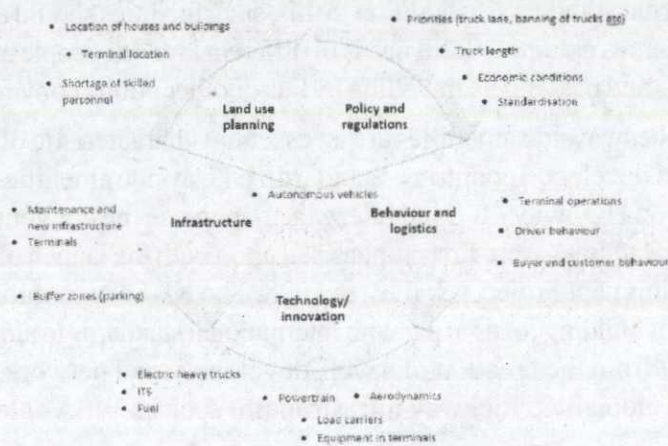 Location of houses and buildings
Terminal location
Shortage of skilled
personnel
Priorities (truck lane, banning of trucks etc)
Truck length
Economic conditions
Standardisation
Land use
planning
Policy and
regulations
Autonomous vehicles
Maintenance and
new infrastructure
Terminals
Infrastructure
Behaviour and
logistics
Terminal operations
Driver behaviour
Buyer and customer behaviour
Buffer zones (parking)
Technology/
innovation
Electric heavy trucks
ITS
Fuel
Powertrain
Aerodynamics
Load carriers
Equipment in terminals